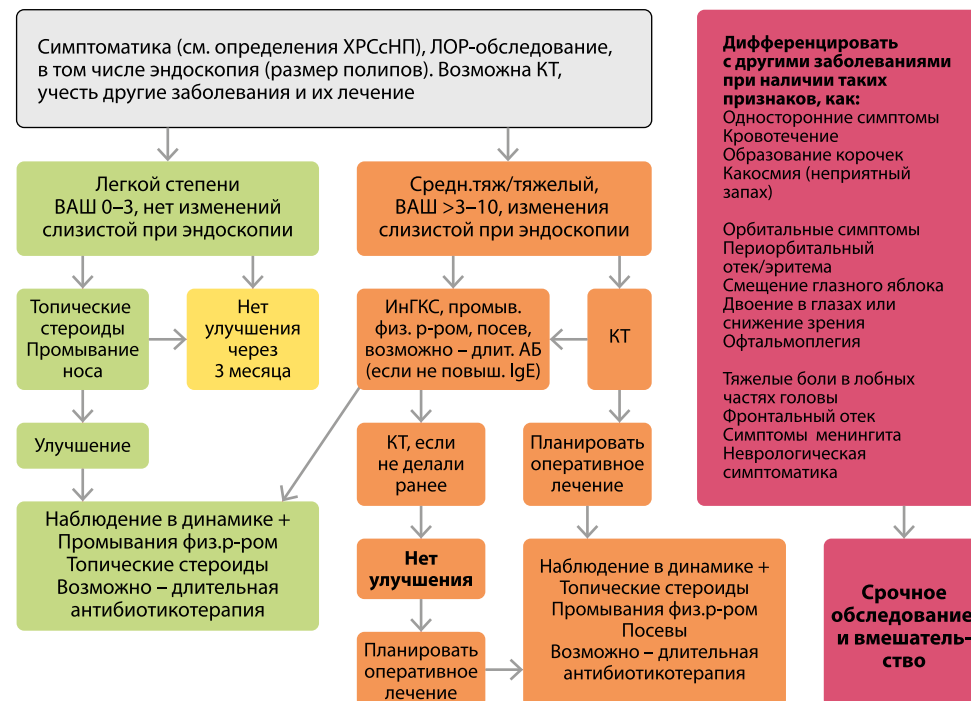 Симптоматика (см. определения ХРСсНП), ЛОР-обследование,
в том числе эндоскопия (размер полипов). Возможна КТ,
учесть другие заболевания и их лечение
Легкой степени
ВАШ 0–3, нет изменений
слизистой при эндоскопии
Средн.тяж/тяжелый,
ВАШ >3–10, изменения
слизистой при эндоскопии
Топические
стероиды
Промывание
носа
Нет
улучшения
через
3 месяца
ИнГКС, промыв.
физ. р-ром, посев,
возможно – длит. АБ
(если не повыш. IgE)
КТ
Улучшение
КТ, если
не делали
ранее
Планировать
оперативное
лечение
Наблюдение в динамике +
Промывания физ.р-ром
Топические стероиды
Возможно – длительная
антибиотикотерапия
Нет
улучшения
Планировать
оперативное
лечение
Наблюдение в динамике +
Топические стероиды
Промывания физ.р-ром
Посевы
Возможно – длительная
антибиотикотерапия
Дифференцировать
с другими заболеваниями
при наличии таких
признаков, как:
Односторонние симптомы
Кровотечение
Образование корочек
Какосмия (неприятный
запах)
Орбитальные симптомы
Периорбитальный
отек/эритема
Смещение глазного яблока
Двоение в глазах или
снижение зрения
Офтальмоплегия
Тяжелые боли в лобных
частях головы
Фронтальный отек
Симптомы менингита
Неврологическая
симптоматика
Срочное
обследование
и вмешатель-
ство